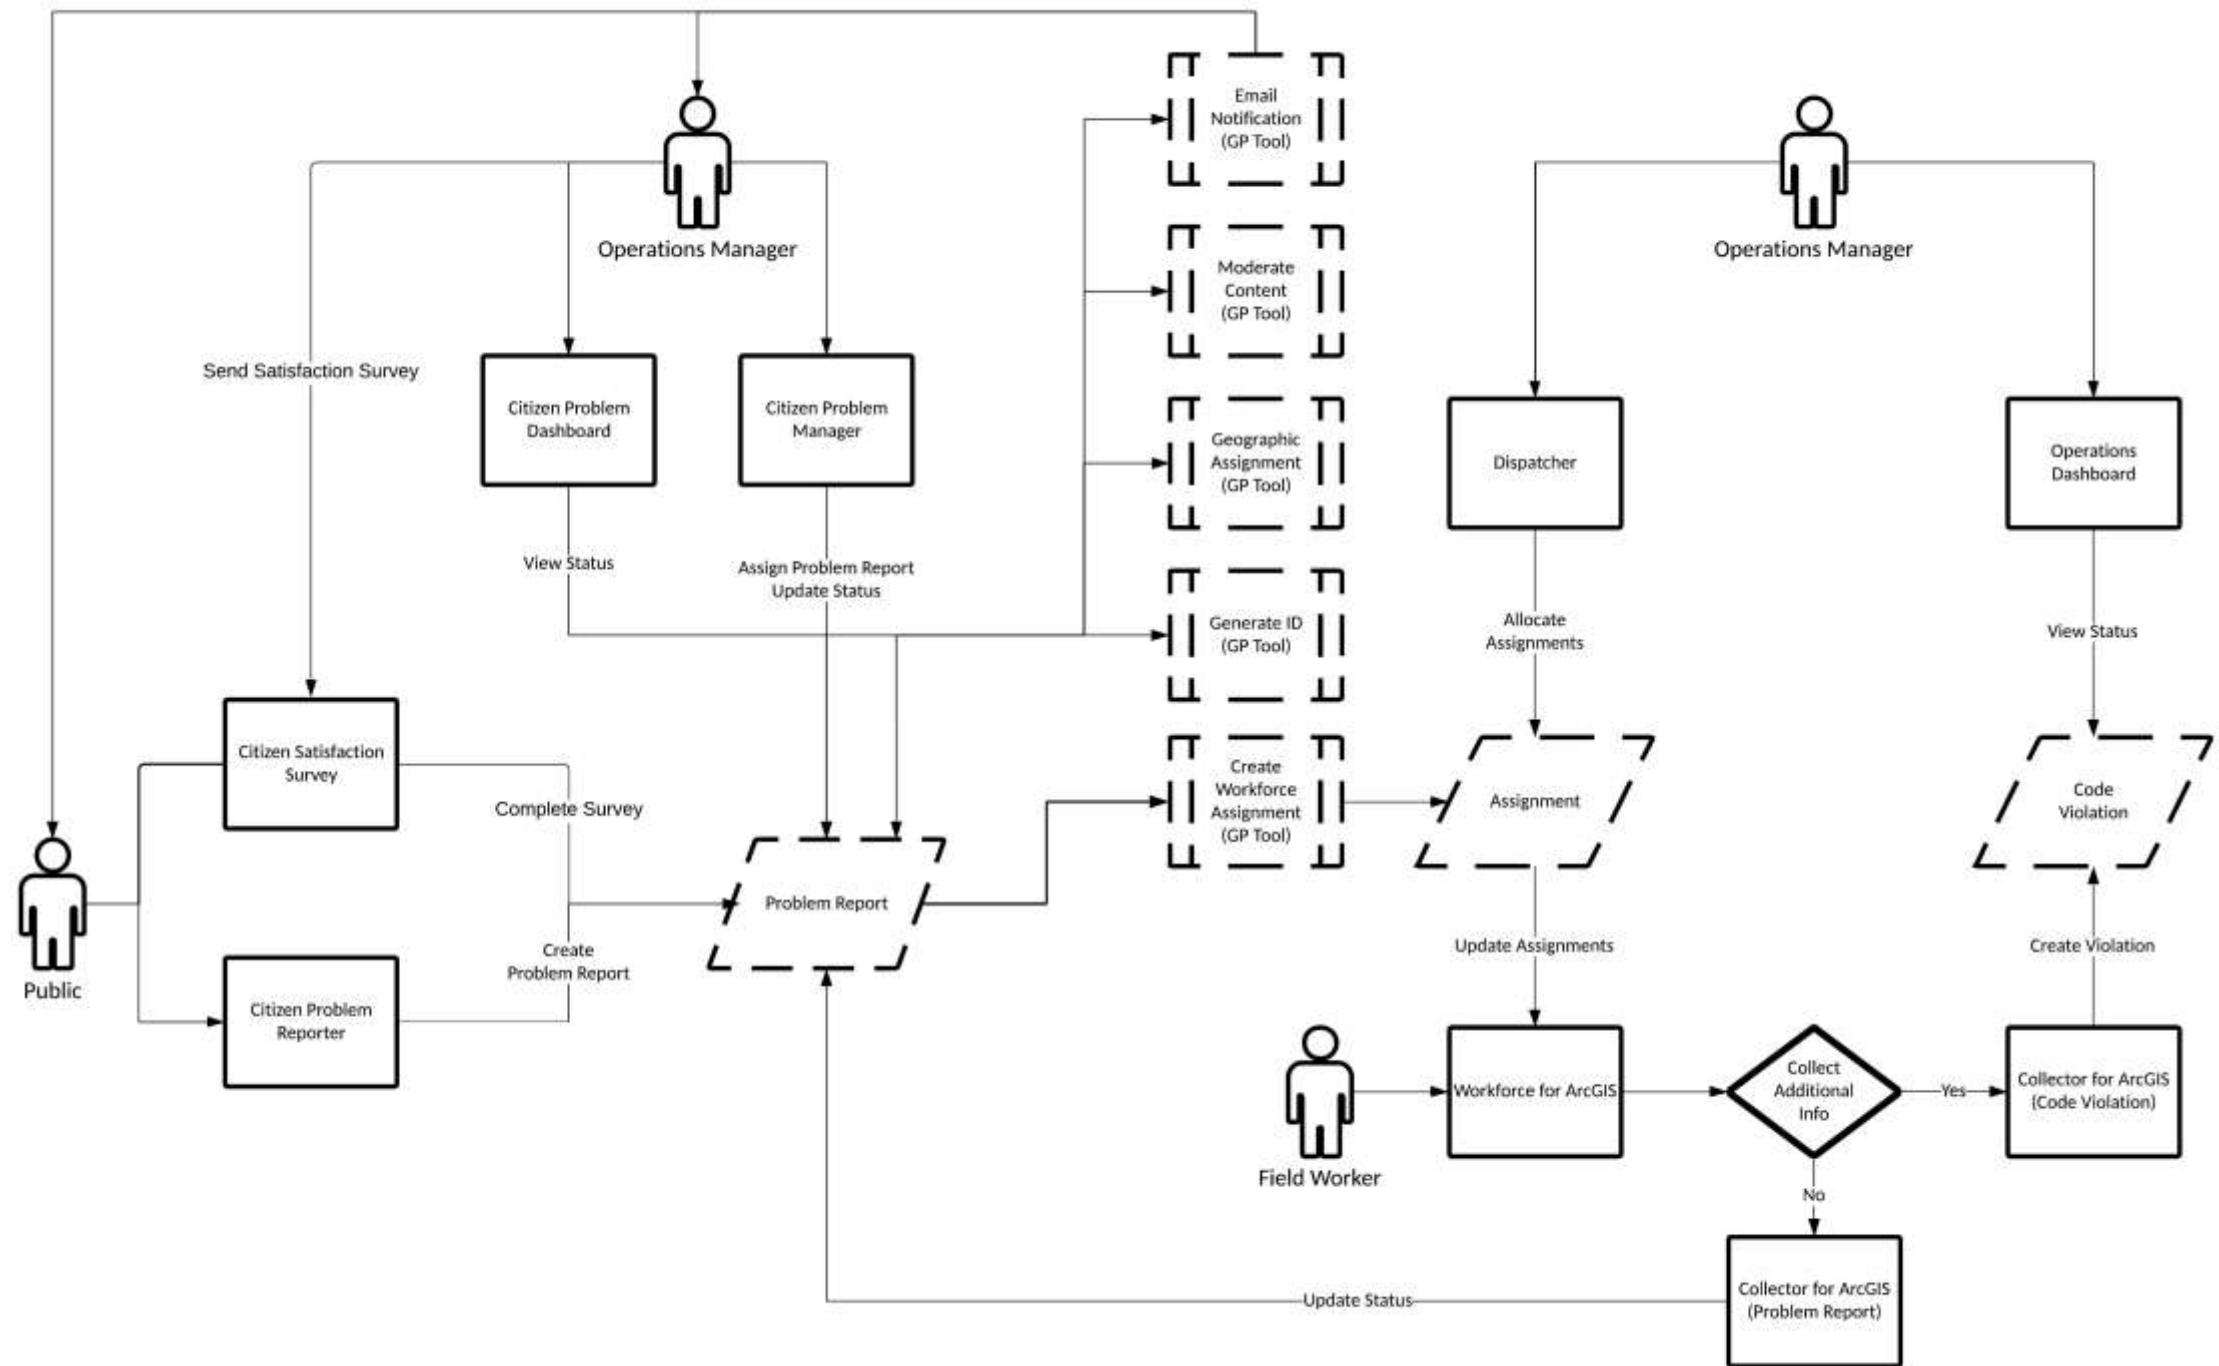 Email
Notification
(GP Tool)
Operations Manager
Operations Manager
Moderate
Content
(GP Tool)
Send Satisfaction Survey
Citizen Problem
Dashboard
Citizen Problem
Manager
Geographic
Assignment
(GP Tool)
Dispatcher
Operations
Dashboard
View Status
Assign Problem Report
Update Status
Generate ID
(GP Tool)
Allocate
Assignments
View Status
Citizen Satisfaction
Survey
Complete Survey
Create
Workforce
Assignment
(GP Tool)
Assignment
Code
Violation
Problem Report
Public
Create
Problem Report
Update Assignments
Create Violation
Citizen Problem
Reporter
Field Worker
Workforce for ArcGIS
Collect
Additional
Info
Yes
Collector for ArcGIS
(Code Violation)
No
Update Status
Collector for ArcGIS
(Problem Report)